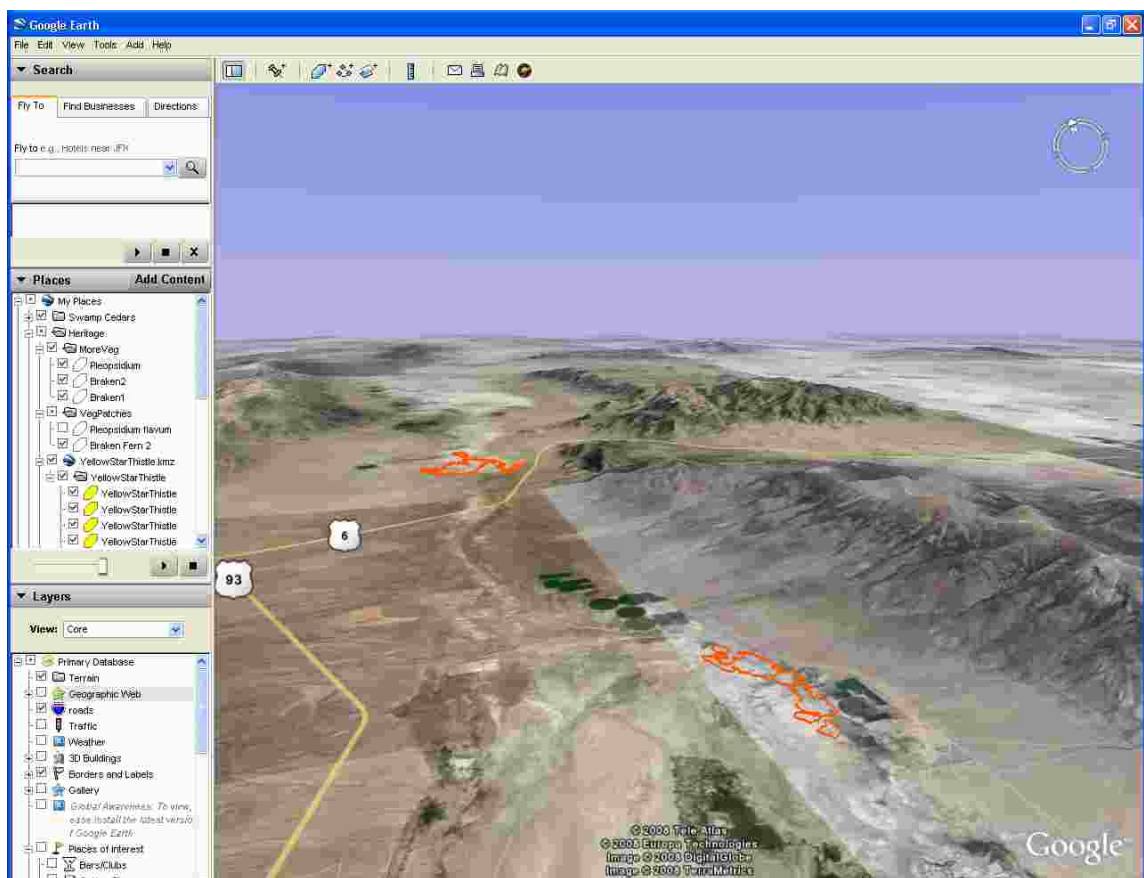 Google Earth
File Edit View Tools Add Help
Search
Fly To Find Businesses Directions
Fly to e.g., Hotels near JFK
Places Add Content
My Places
Swamp Cedars
Heritage
MoreVeg
Pleopsidium
Braken2
Braken1
VegPatches
Pleopsidium flavum
Braken Fern 2
YellowStarThistle.kmz
YellowStarThistle
YellowStarThistle
YellowStarThistle
YellowStarThistle
YellowStarThistle
Layers
View: Core
Primary Database
Terrain
Geographic Web
roads
Traffic
Weather
3D Buildings
Borders and Labels
Gallery
Global Awareness: To view,
ease install the latest versio
f Google Earth
Places of interest
Bars/Clubs
6
93
© 2008 Tele Atlas
© 2008 Europa Technologies
Image © 2008 DigitalGlobe
Image © 2008 TerraMetrics
Google